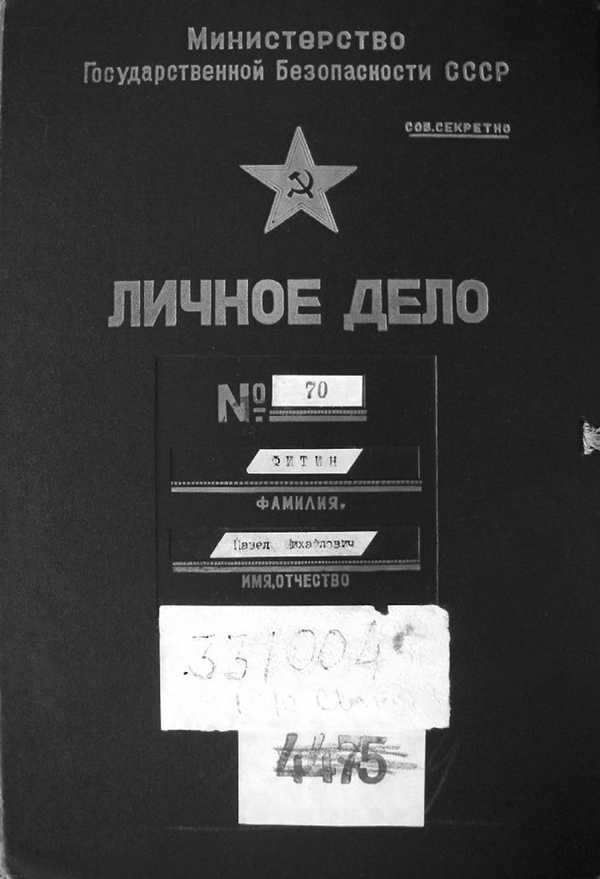 Министерство
Государственной Безопасности СССР
СОВ.СЕКРЕТНО
ЛИЧНОЕ ДЕЛО
№ 70
ФИТИН
ФАМИЛИЯ.
Павел Михайлович
ИМЯ,ОТЧЕСТВО
331004
4475